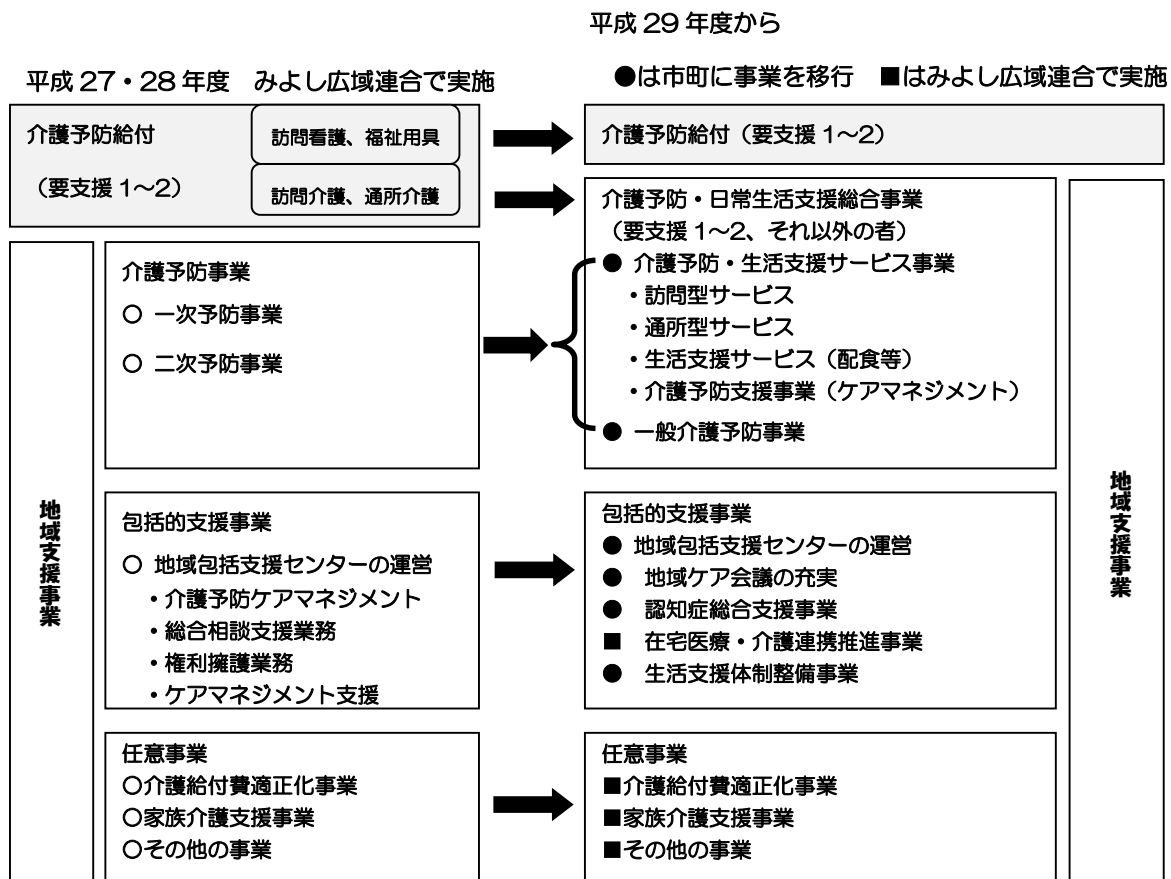 平成 29 年度から
平成 27・28 年度　みよし広域連合で実施
●は市町に事業を移行　■はみよし広域連合で実施
介護予防給付
（要支援 1～2）
訪問看護、福祉用具
訪問介護、通所介護
介護予防給付（要支援 1～2）
地域支援事業
介護予防事業
○ 一次予防事業
○ 二次予防事業
介護予防・日常生活支援総合事業
（要支援 1～2、それ以外の者）
● 介護予防・生活支援サービス事業
・訪問型サービス
・通所型サービス
・生活支援サービス（配食等）
・介護予防支援事業（ケアマネジメント）
● 一般介護予防事業
地域支援事業
包括的支援事業
○ 地域包括支援センターの運営
・介護予防ケアマネジメント
・総合相談支援業務
・権利擁護業務
・ケアマネジメント支援
包括的支援事業
● 地域包括支援センターの運営
●　地域ケア会議の充実
●　認知症総合支援事業
■　在宅医療・介護連携推進事業
●　生活支援体制整備事業
任意事業
○介護給付費適正化事業
○家族介護支援事業
○その他の事業
任意事業
■介護給付費適正化事業
■家族介護支援事業
■その他の事業